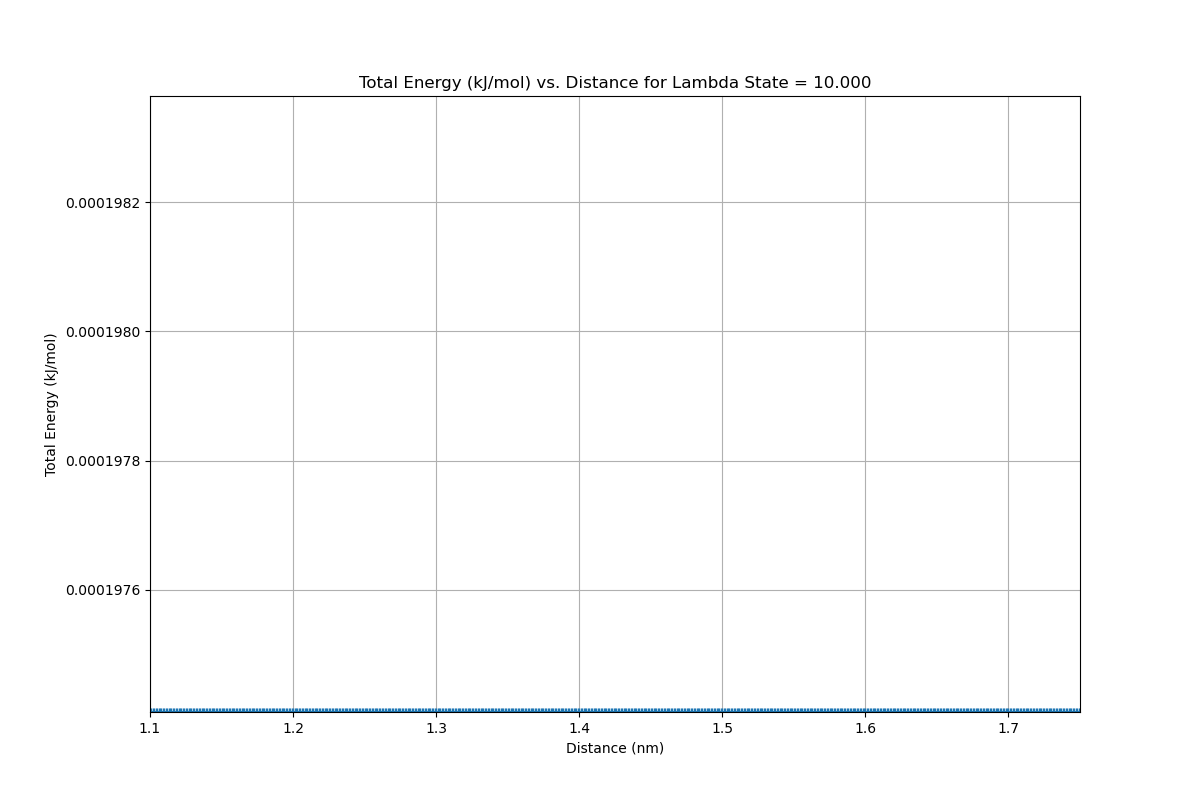 Total Energy (kJ/mol) vs. Distance for Lambda State = 10.000
0.0001982
0.0001980
0.0001978
0.0001976
Total Energy (kJ/mol)
1.1 1.2 1.3 1.4 1.5 1.6 1.7
Distance (nm)